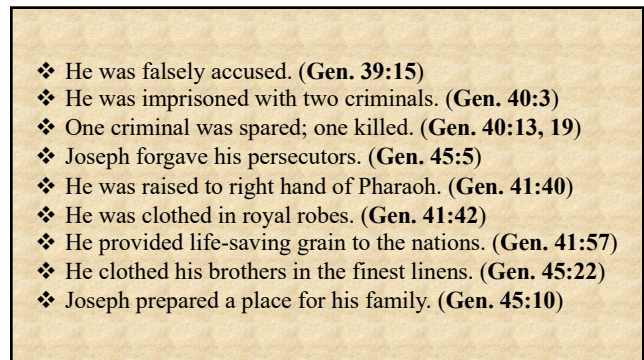 ❖ He was falsely accused. (Gen. 39:15)
❖ He was imprisoned with two criminals. (Gen. 40:3)
❖ One criminal was spared; one killed. (Gen. 40:13, 19)
❖ Joseph forgave his persecutors. (Gen. 45:5)
❖ He was raised to right hand of Pharaoh. (Gen. 41:40)
❖ He was clothed in royal robes. (Gen. 41:42)
❖ He provided life-saving grain to the nations. (Gen. 41:57)
❖ He clothed his brothers in the finest linens. (Gen. 45:22)
❖ Joseph prepared a place for his family. (Gen. 45:10)